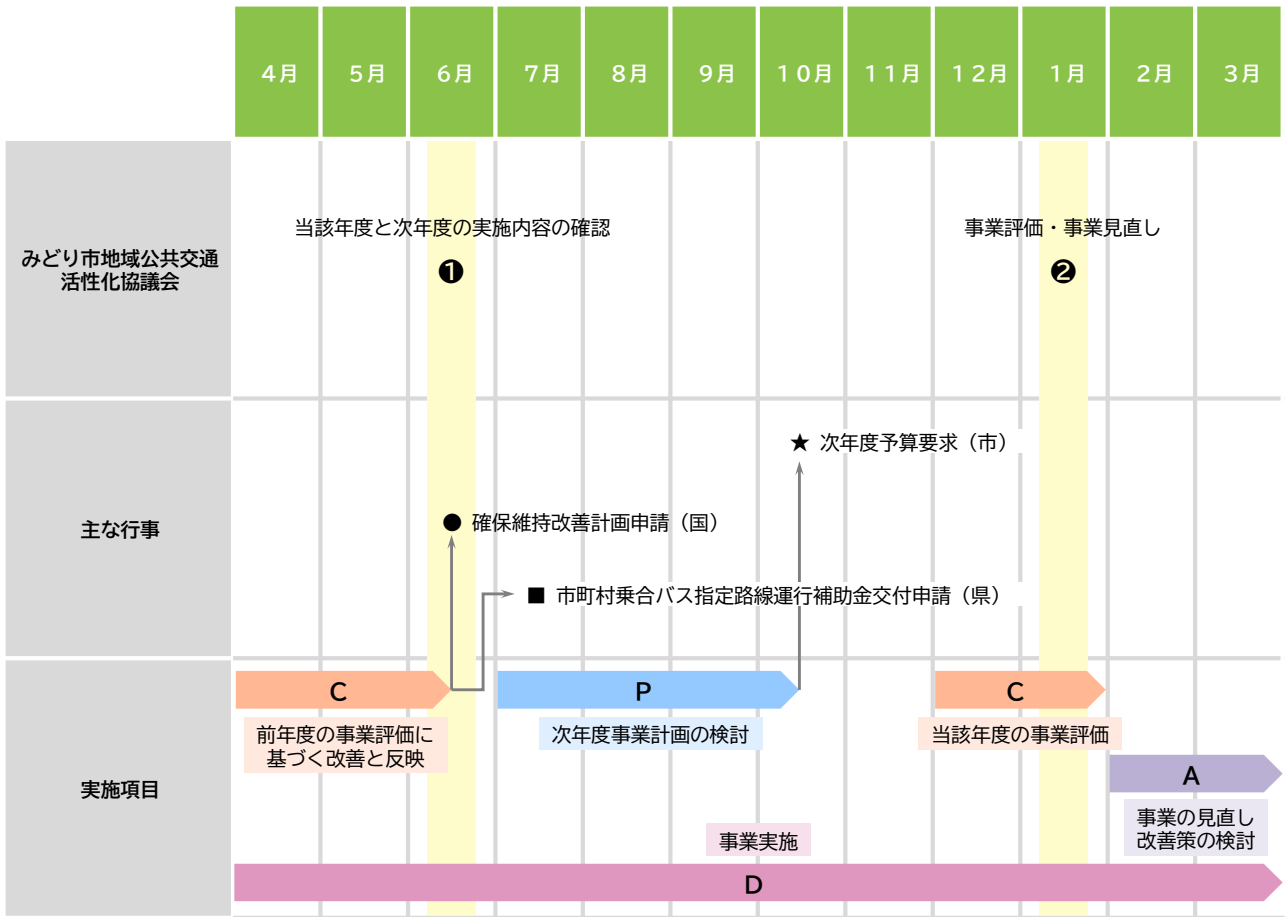 4月 5月 6月 7月 8月 9月 10月 11月 12月 1月 2月 3月
みどり市地域公共交通
活性化協議会
当該年度と次年度の実施内容の確認
❶
事業評価・事業見直し
❷
主な行事
★ 次年度予算要求（市）
● 確保維持改善計画申請（国）
■ 市町村乗合バス指定路線運行補助金交付申請（県）
実施項目
C
前年度の事業評価に
基づく改善と反映
P
次年度事業計画の検討
C
当該年度の事業評価
A
事業の見直し
改善策の検討
事業実施
D